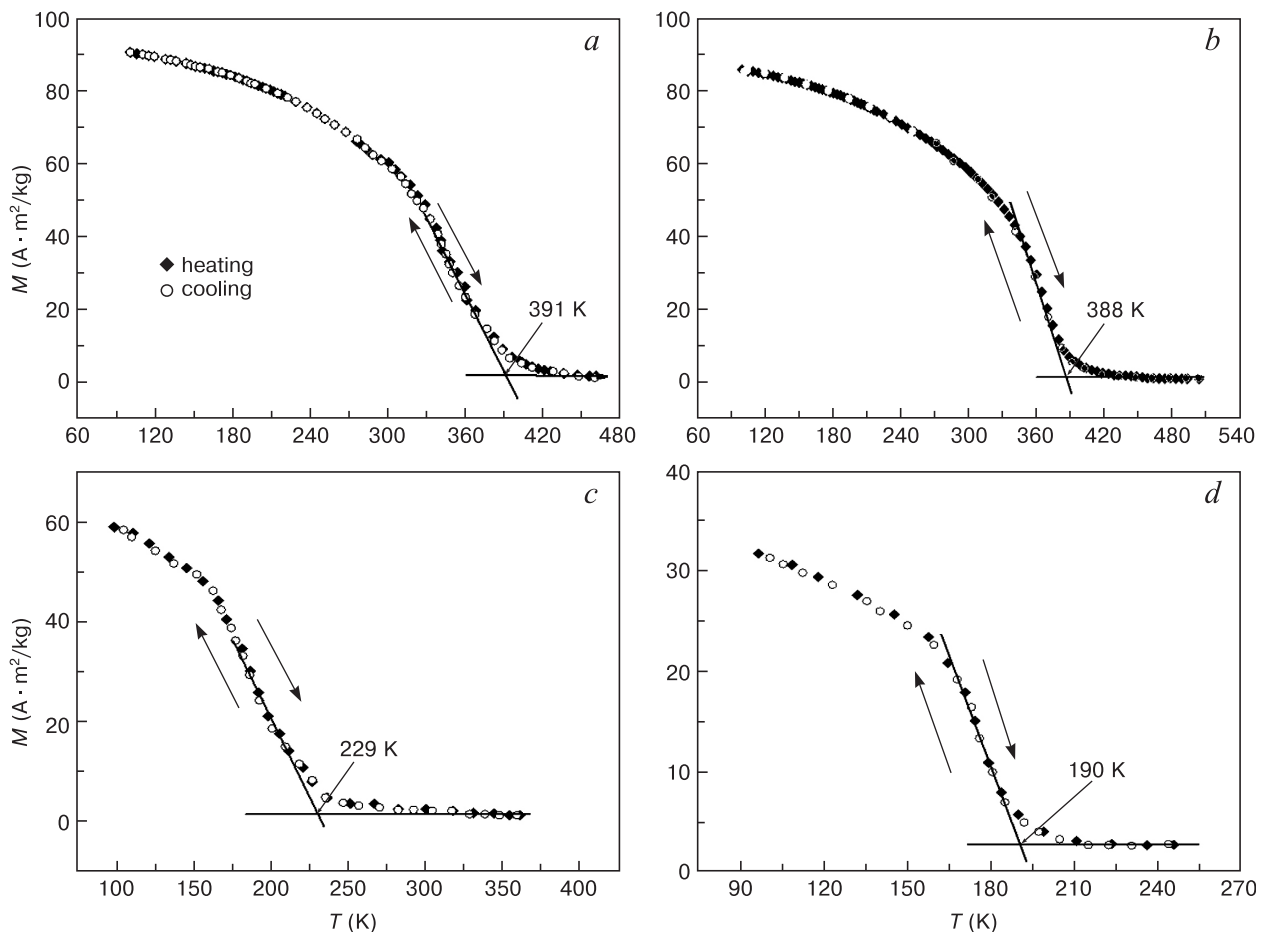 100
80
60
40
20
0
M (A · m²/kg)
a
◆ heating
○ cooling
391 K
60 120 180 240 300 360 420 480
100
80
60
40
20
0
b
388 K
60 120 180 240 300 360 420 480 540
60
40
20
0
M (A · m²/kg)
c
229 K
100 150 200 250 300 350 400
T (K)
40
30
20
10
0
d
190 K
90 120 150 180 210 240 270
T (K)